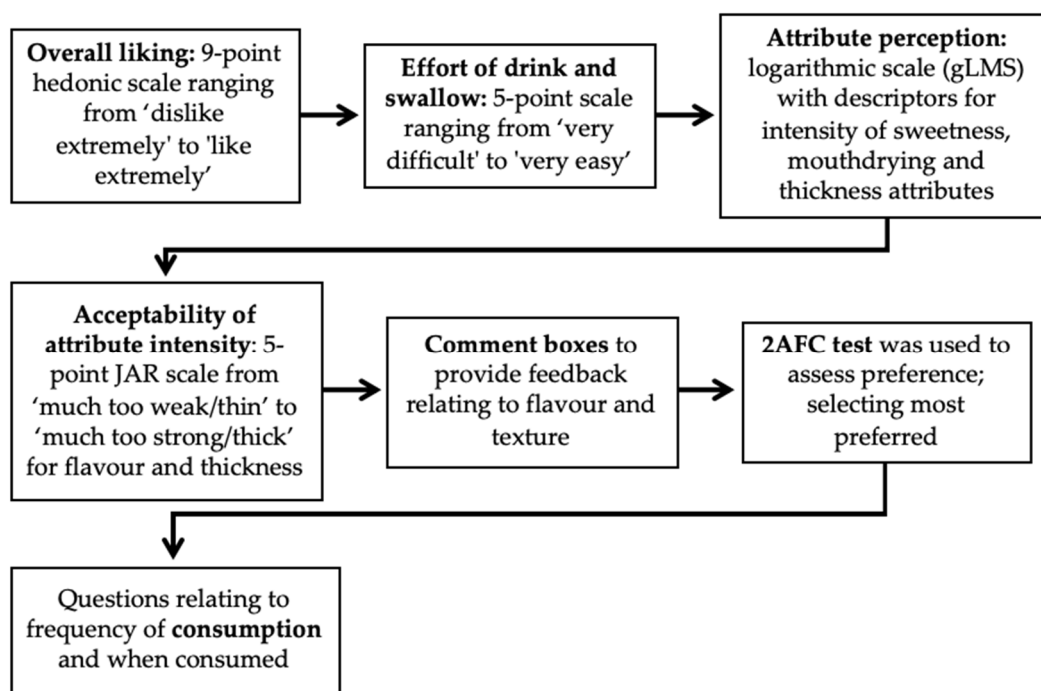 Overall liking: 9-point
hedonic scale ranging
from ‘dislike
extremely' to 'like
extremely’
Effort of drink and
swallow: 5-point scale
ranging from ‘very
difficult’ to 'very easy’
Attribute perception:
logarithmic scale (gLMS)
with descriptors for
intensity of sweetness,
mouthdrying and
thickness attributes
Acceptability of
attribute intensity: 5-
point JAR scale from
‘much too weak/thin’ to
‘much too strong/thick’
for flavour and thickness
Comment boxes to
provide feedback
relating to flavour and
texture
2AFC test was used to
assess preference;
selecting most
preferred
Questions relating to
frequency of consumption
and when consumed